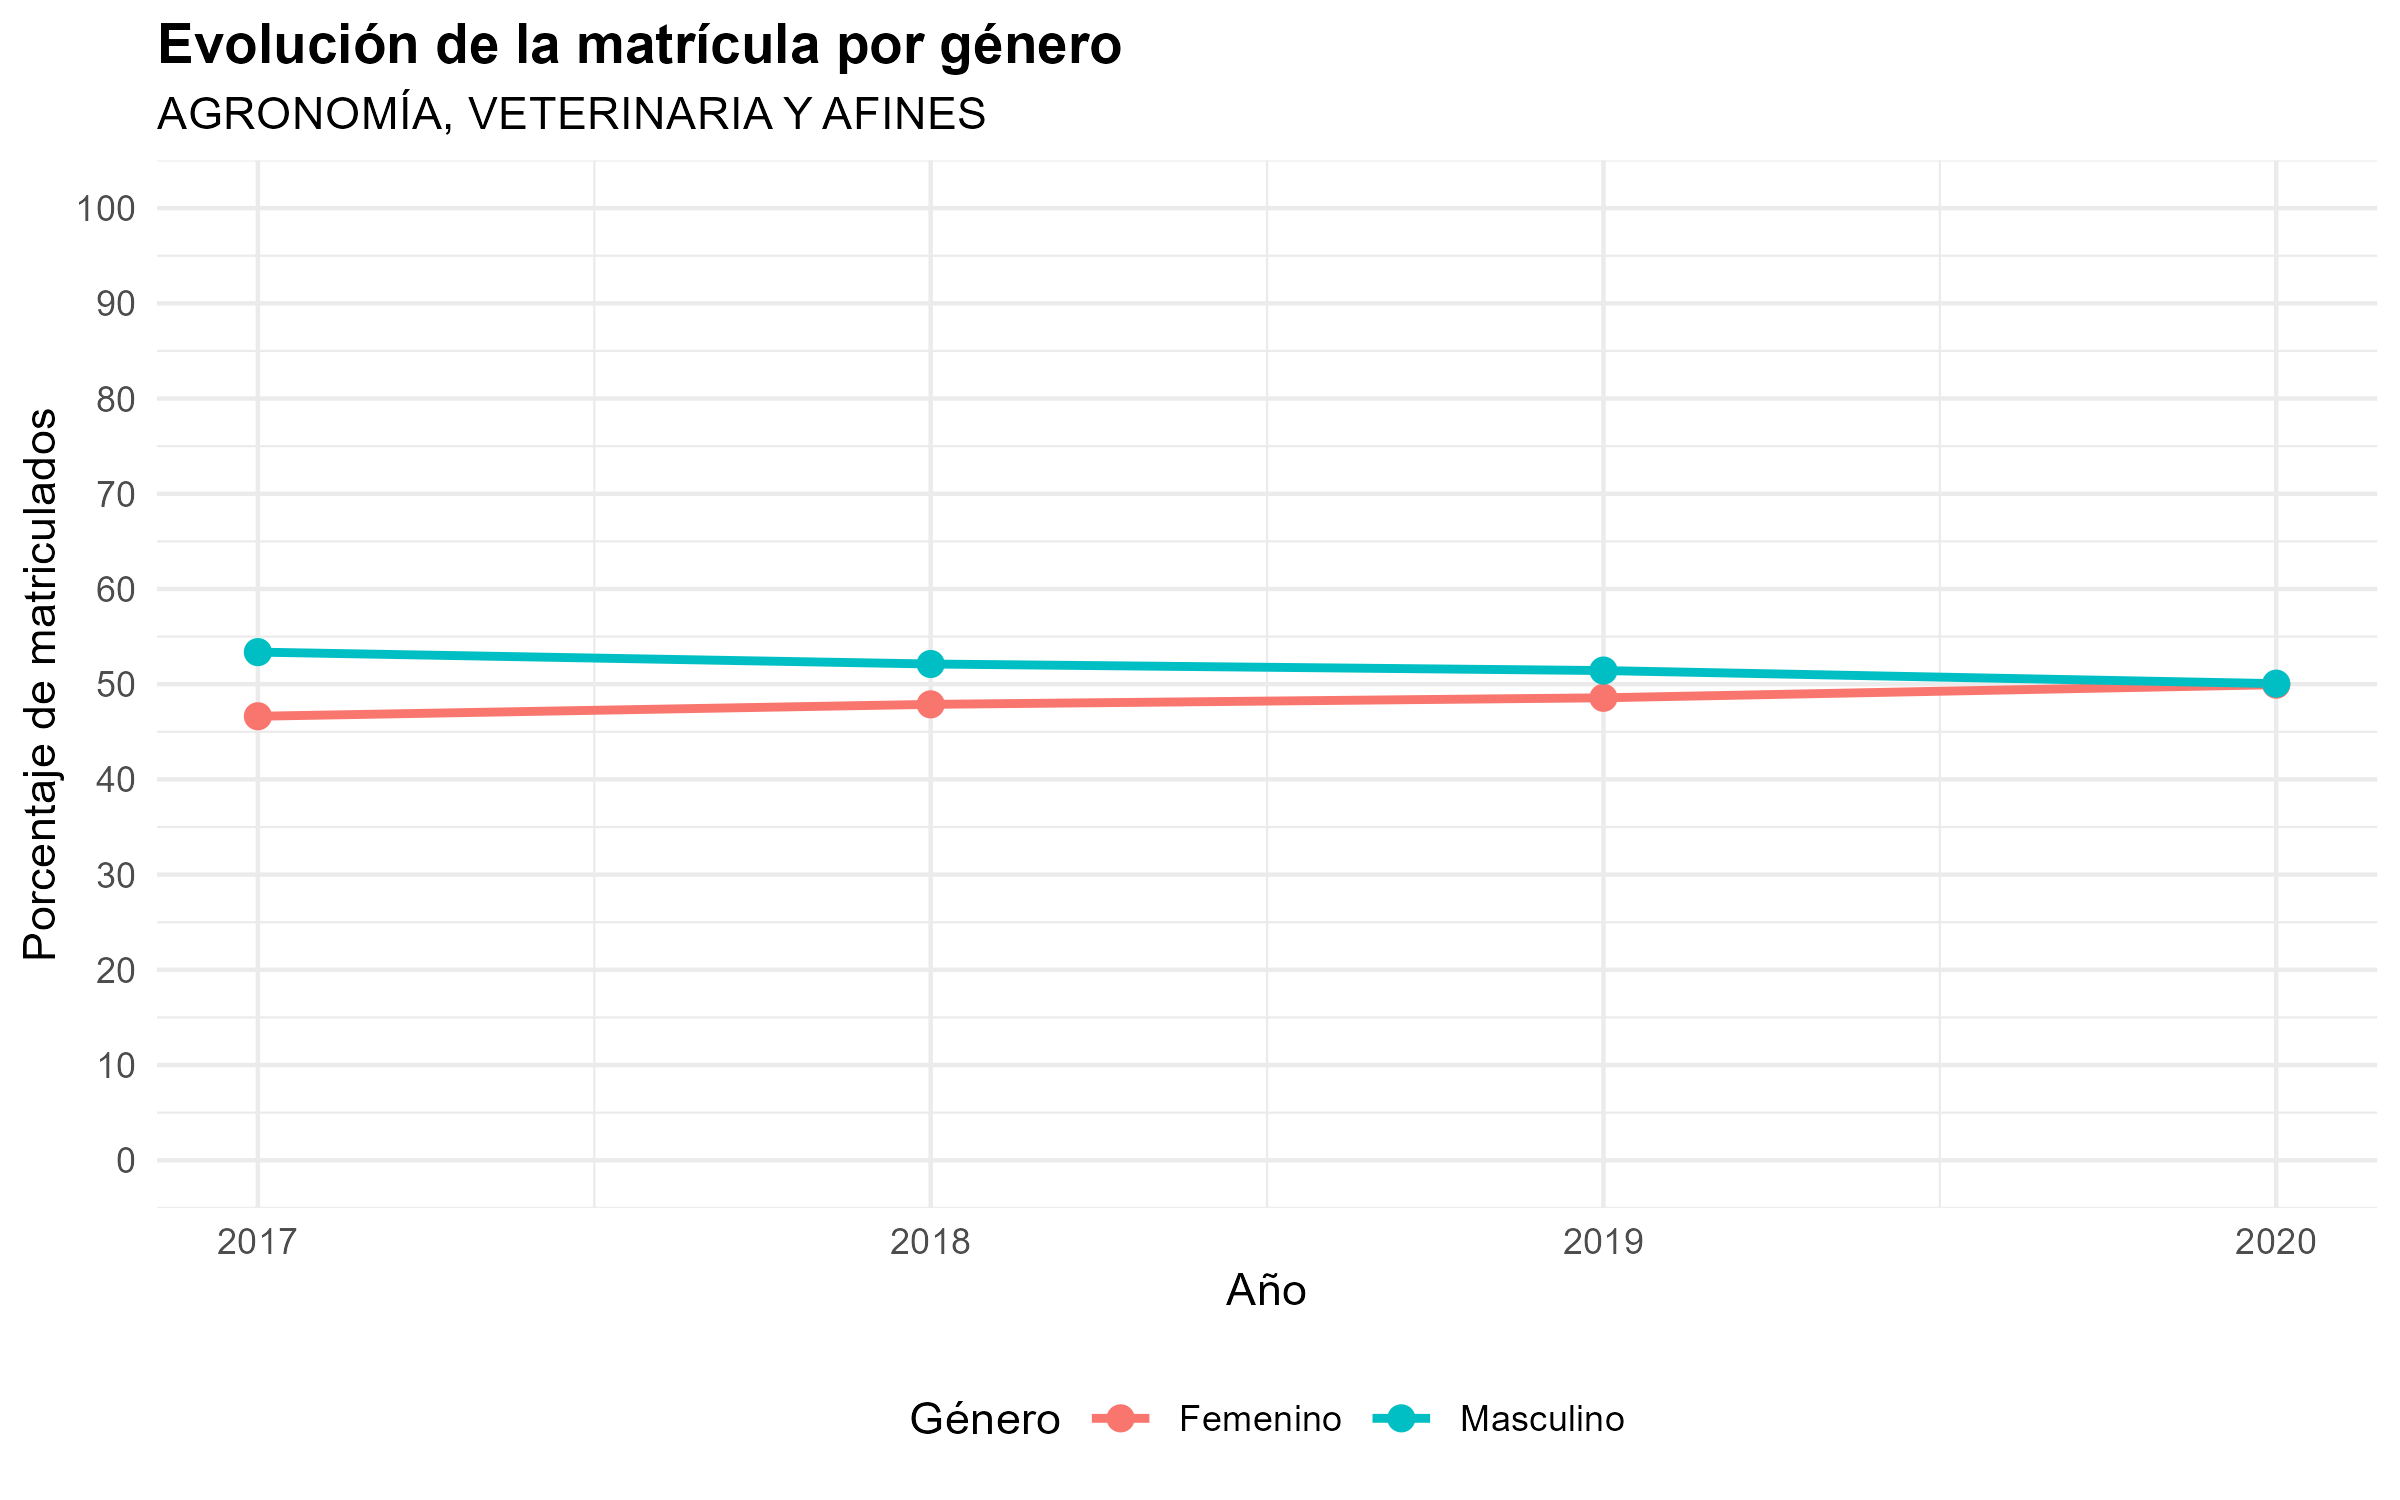 Evolución de la matrícula por género
AGRONOMÍA, VETERINARIA Y AFINES
Porcentaje de matriculados
100
90
80
70
60
50
40
30
20
10
0
2017 2018 2019 2020
Año
Género Femenino Masculino